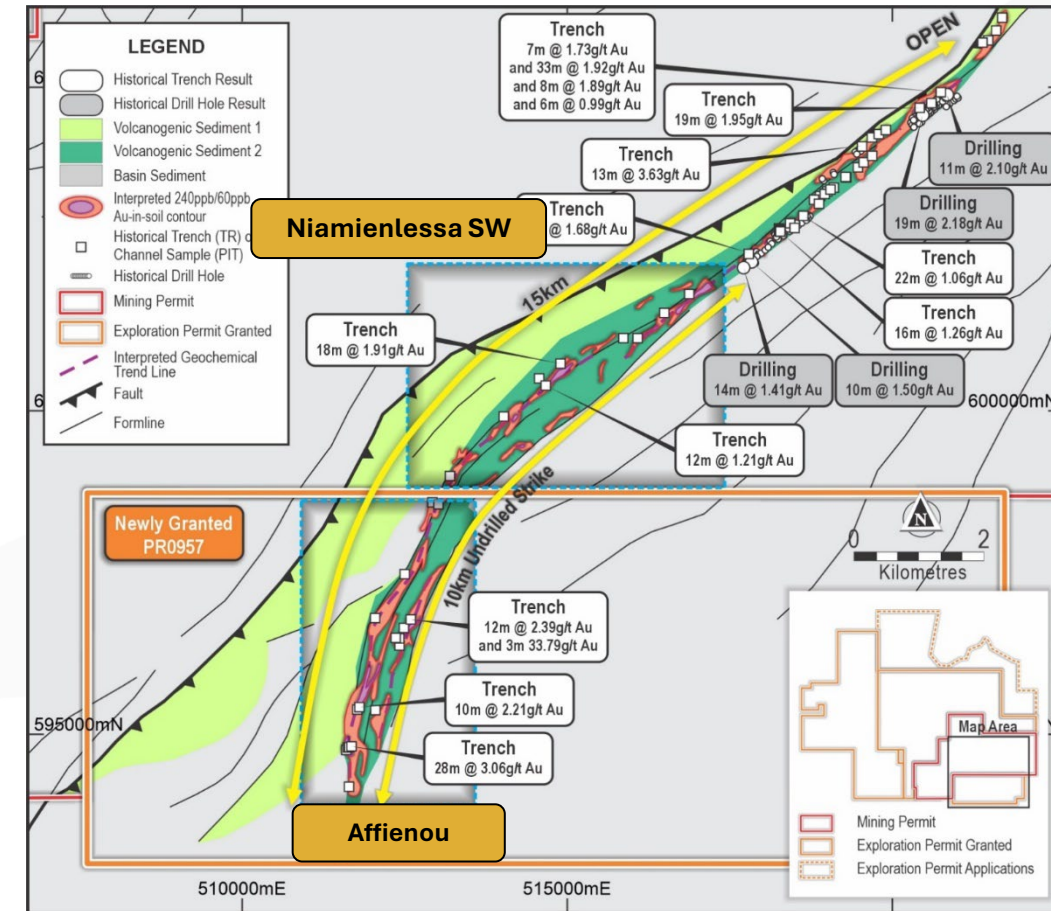 LEGEND
Historical Trench Result
Historical Drill Hole Result
Volcanogenic Sediment 1
Volcanogenic Sediment 2
Basin Sediment
Interpreted 240ppb/60ppb
Au-in-soil contour
Historical Trench (TR)
Channel Sample (PIT)
Historical Drill Hole
Mining Permit
Exploration Permit Granted
Interpreted Geochemical
Trend Line
Fault
Formline
Trench
7m @ 1.73g/t Au
and 33m @ 1.92g/t Au
and 8m @ 1.89g/t Au
and 6m @ 0.99g/t Au
OPEN
Trench
19m @ 1.95g/t Au
Trench
13m @ 3.63g/t Au
Drilling
11m @ 2.10g/t Au
Drilling
19m @ 2.18g/t Au
Niamienlessa SW
Trench
@ 1.68g/t Au
Trench
22m @ 1.06g/t Au
15km
Trench
16m @ 1.26g/t Au
Trench
18m @ 1.91g/t Au
Drilling
14m @ 1.41g/t Au
Drilling
10m @ 1.50g/t Au
600000mN
Trench
12m @ 1.21g/t Au
Newly Granted
PR0957
10km Undrilled Strike
N
0 2
Kilometres
Trench
12m @ 2.39g/t Au
and 3m 33.79g/t Au
Trench
10m @ 2.21g/t Au
595000mN
Trench
28m @ 3.06g/t Au
Affienou
Map Area
Mining Permit
Exploration Permit Granted
Exploration Permit Applications
510000mE
515000mE